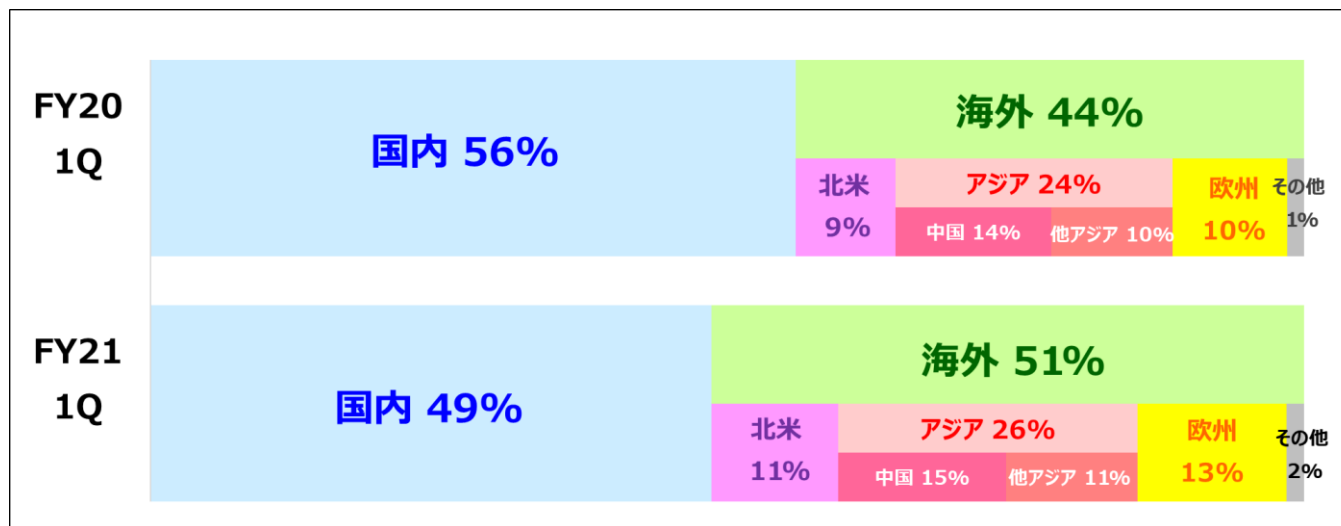 FY20
1Q
国内 56%
海外 44%
北米
9%
アジア 24%
中国 14%
他アジア 10%
欧州
10%
その他
1%
FY21
1Q
国内 49%
海外 51%
北米
11%
アジア 26%
中国 15%
他アジア 11%
欧州
13%
その他
2%